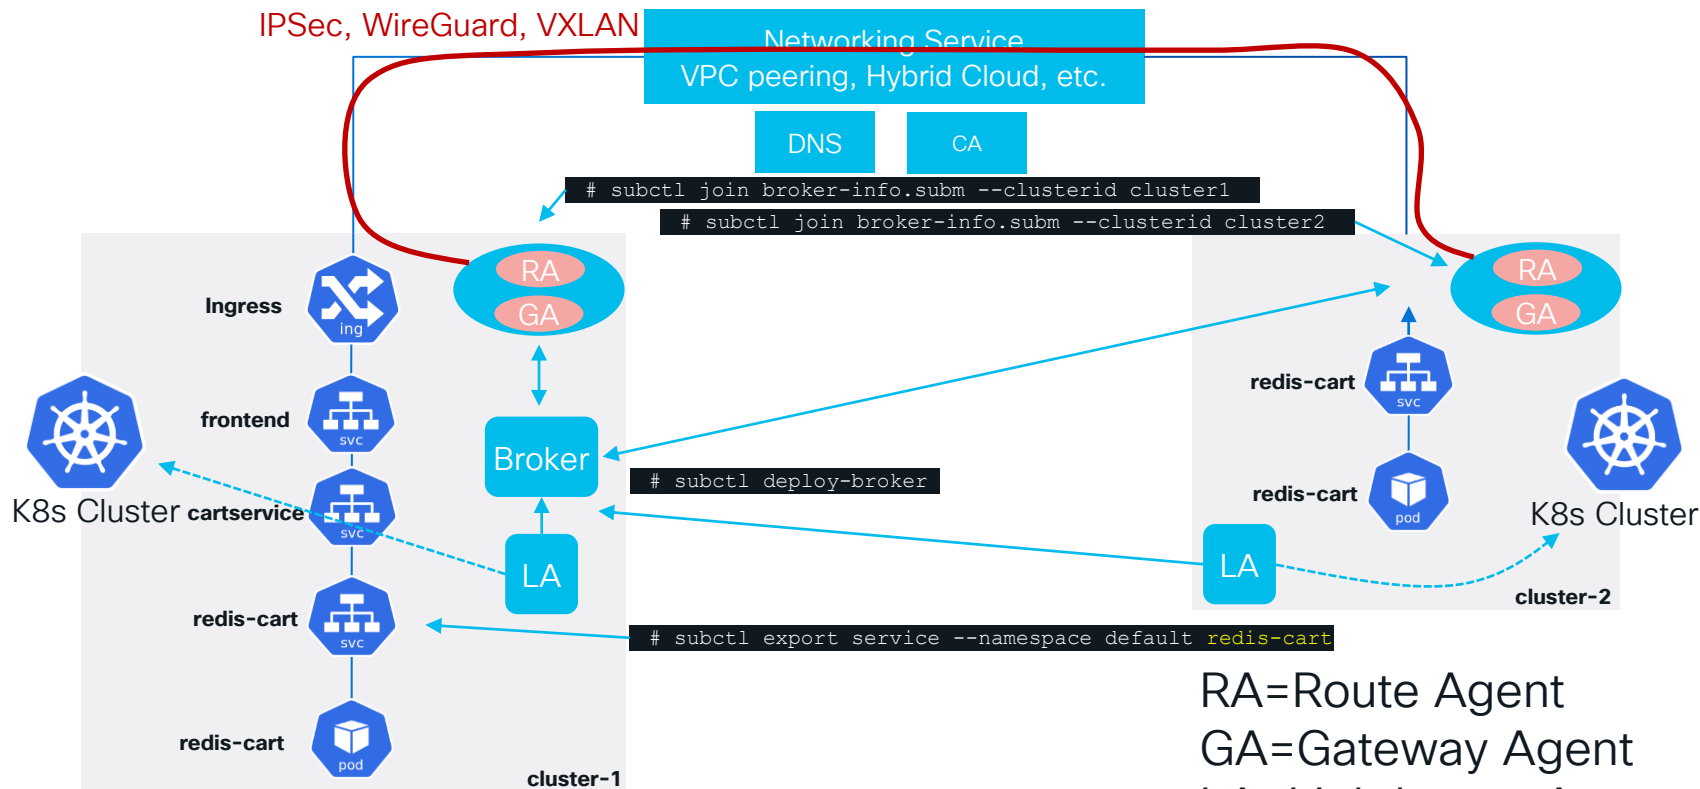 IPSec, WireGuard, VXLAN
Networking Service
VPC peering, Hybrid Cloud, etc.
DNS
CA
# subctl join broker-info.subm --clusterid cluster1
# subctl join broker-info.subm --clusterid cluster2
RA
GA
Ingress
ing
frontend
svc
K8s Cluster
cartservice
svc
Broker
# subctl deploy-broker
LA
redis-cart
svc
# subctl export service --namespace default redis-cart
redis-cart
pod
cluster-1
RA
GA
redis-cart
svc
redis-cart
pod
K8s Cluster
LA
cluster-2
RA=Route Agent
GA=Gateway Agent